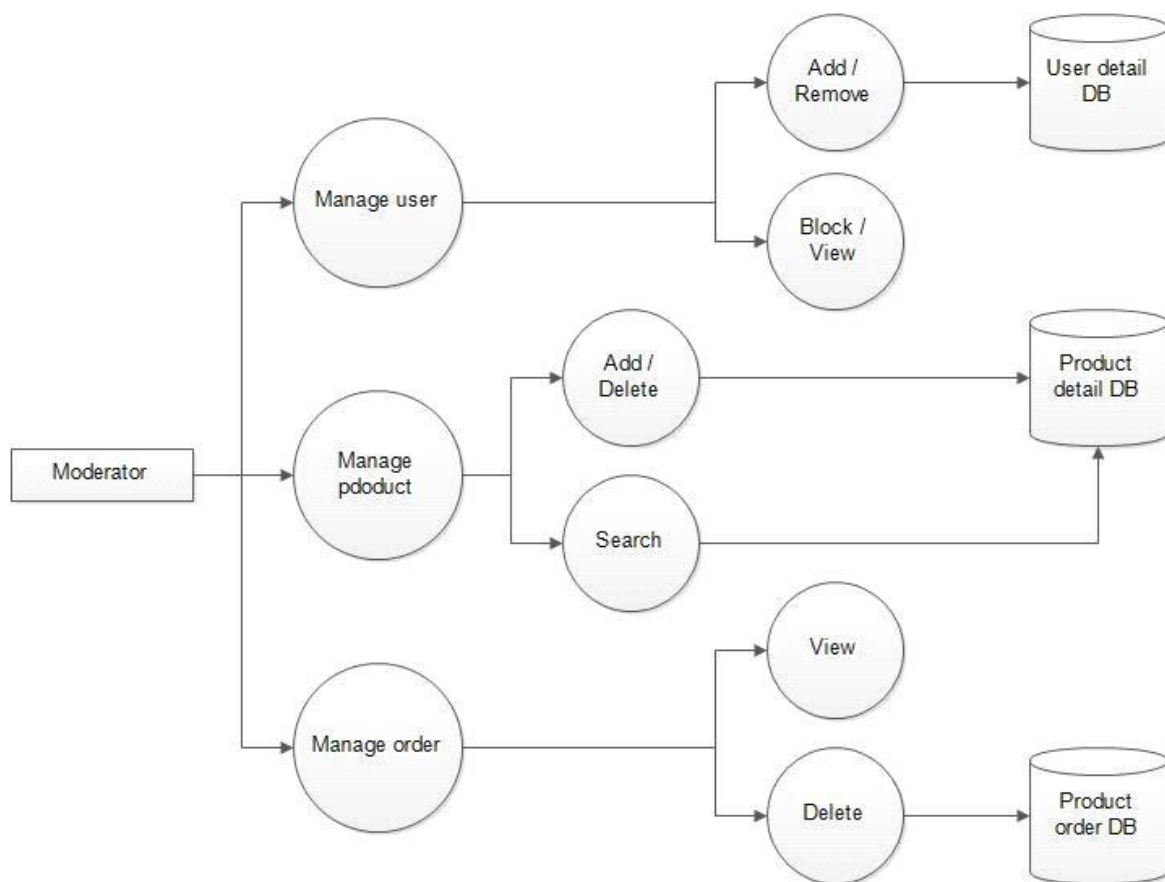 Add /
Remove
User detail
DB
Manage user
Block /
View
Add /
Delete
Product
detail DB
Moderator
Manage
pdoduct
Search
View
Manage order
Delete
Product
order DB